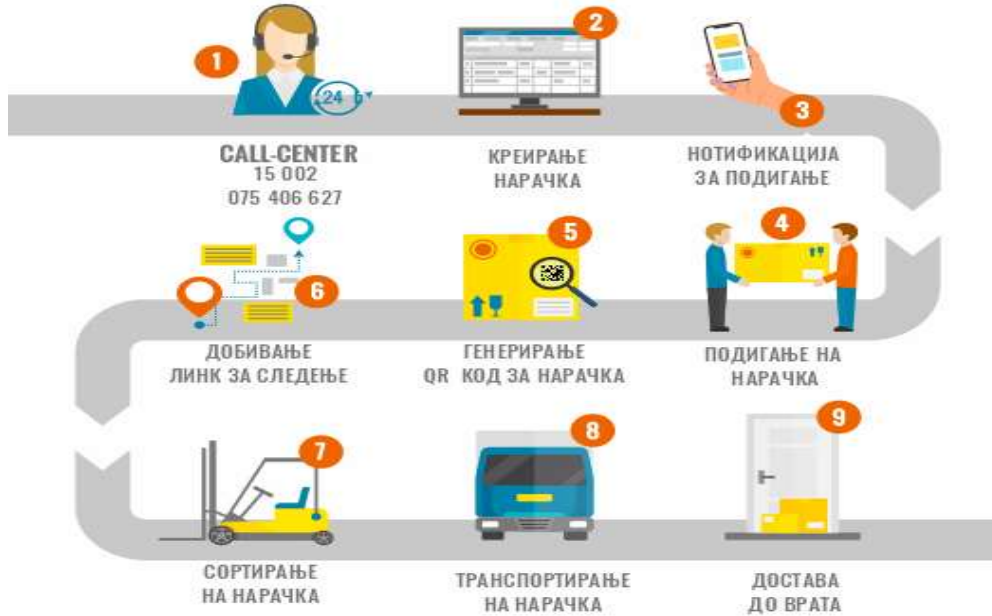 1
24
CALL-CENTER
15 002
075 406 627
2
КРЕИРАЊЕ
НАРАЧКА
3
НОТИФИКАЦИЈА
ЗА ПОДИГАЊЕ
4
ПОДИГАЊЕ НА
НАРАЧКА
5
ГЕНЕРИРАЊЕ
QR КОД ЗА НАРАЧКА
6
ДОБИВАЊЕ
ЛИНК ЗА СЛЕДЕЊЕ
7
СОРТИРАЊЕ
НА НАРАЧКА
8
ТРАНСПОРТИРАЊЕ
НА НАРАЧКА
9
ДОСТАВА
ДО ВРАТА